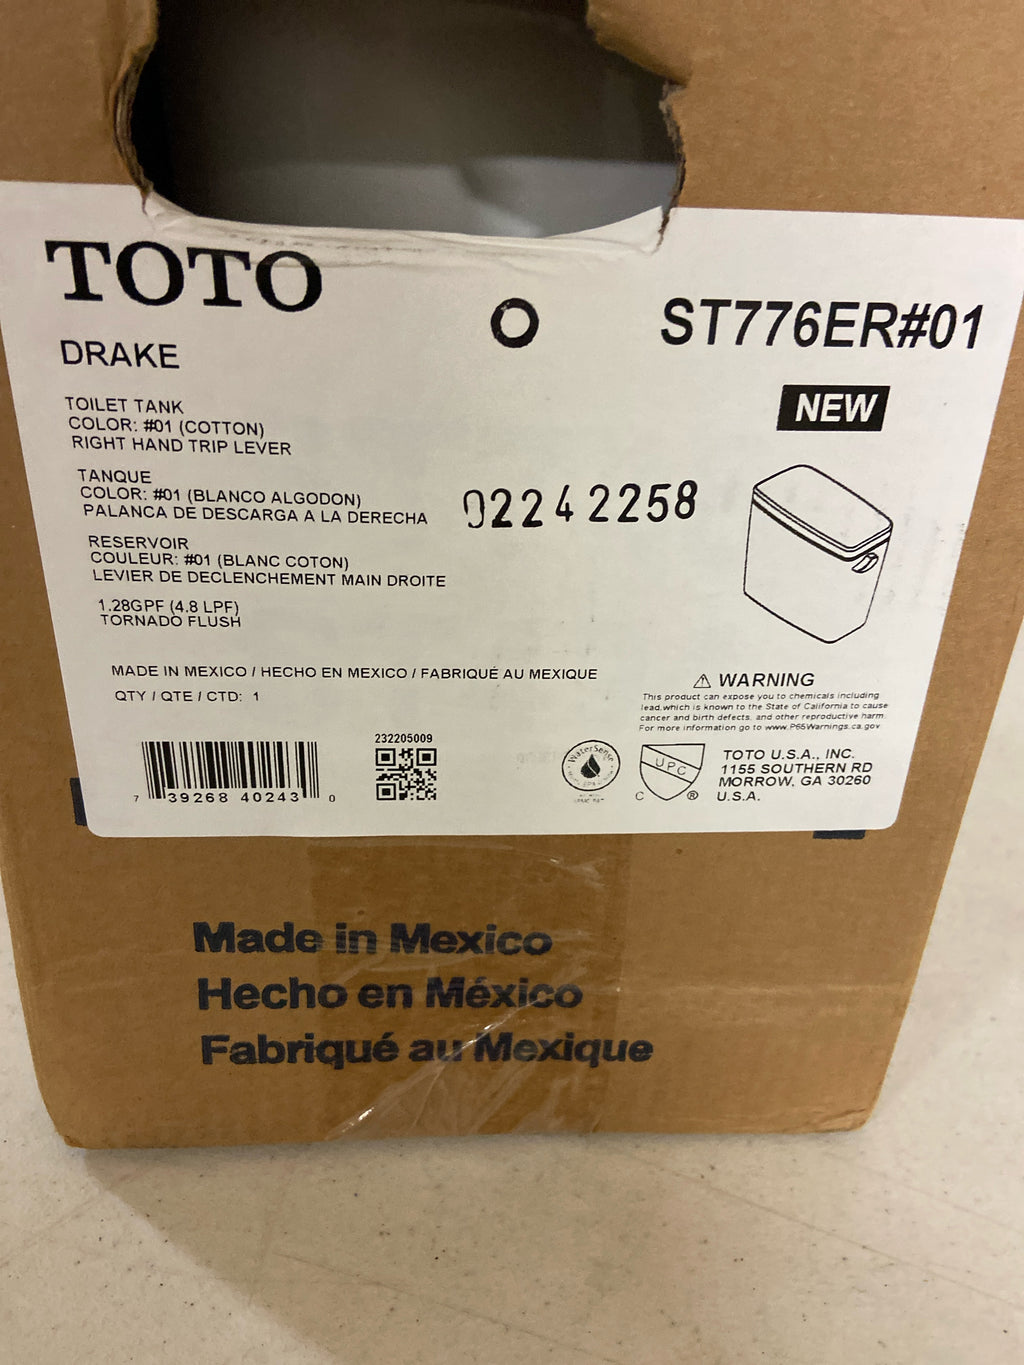 TOTO
ST776ER#01
DRAKE
NEW
TOILET TANK
COLOR: #01 (COTTON)
RIGHT HAND TRIP LEVER
TANQUE
COLOR: #01 (BLANCO ALGODON)
PALANCA DE DESCARGA A LA DERECHA
02242258
RESERVOIR
COULEUR: #01 (BLANC COTON)
LEVIER DE DECLENCHEMENT MAIN DROITE
1.28GPF (4.8 LPF)
TORNADO FLUSH
MADE IN MEXICO / HECHO EN MEXICO / FABRIQUÉ AU MEXIQUE
QTY / QTE / CTD: 1
⚠ WARNING
This product can expose you to chemicals including
lead,which is known to the State of California to cause
cancer and birth defects, and other reproductive harm.
For more information go to www.P65Warnings.ca.gov
7 39268 40243 0
232205009
WaterSense
EPA
UPC
C ®
TOTO U.S.A., INC.
1155 SOUTHERN RD
MORROW, GA 30260
U.S.A.
Made in Mexico
Hecho en México
Fabriqué au Mexique